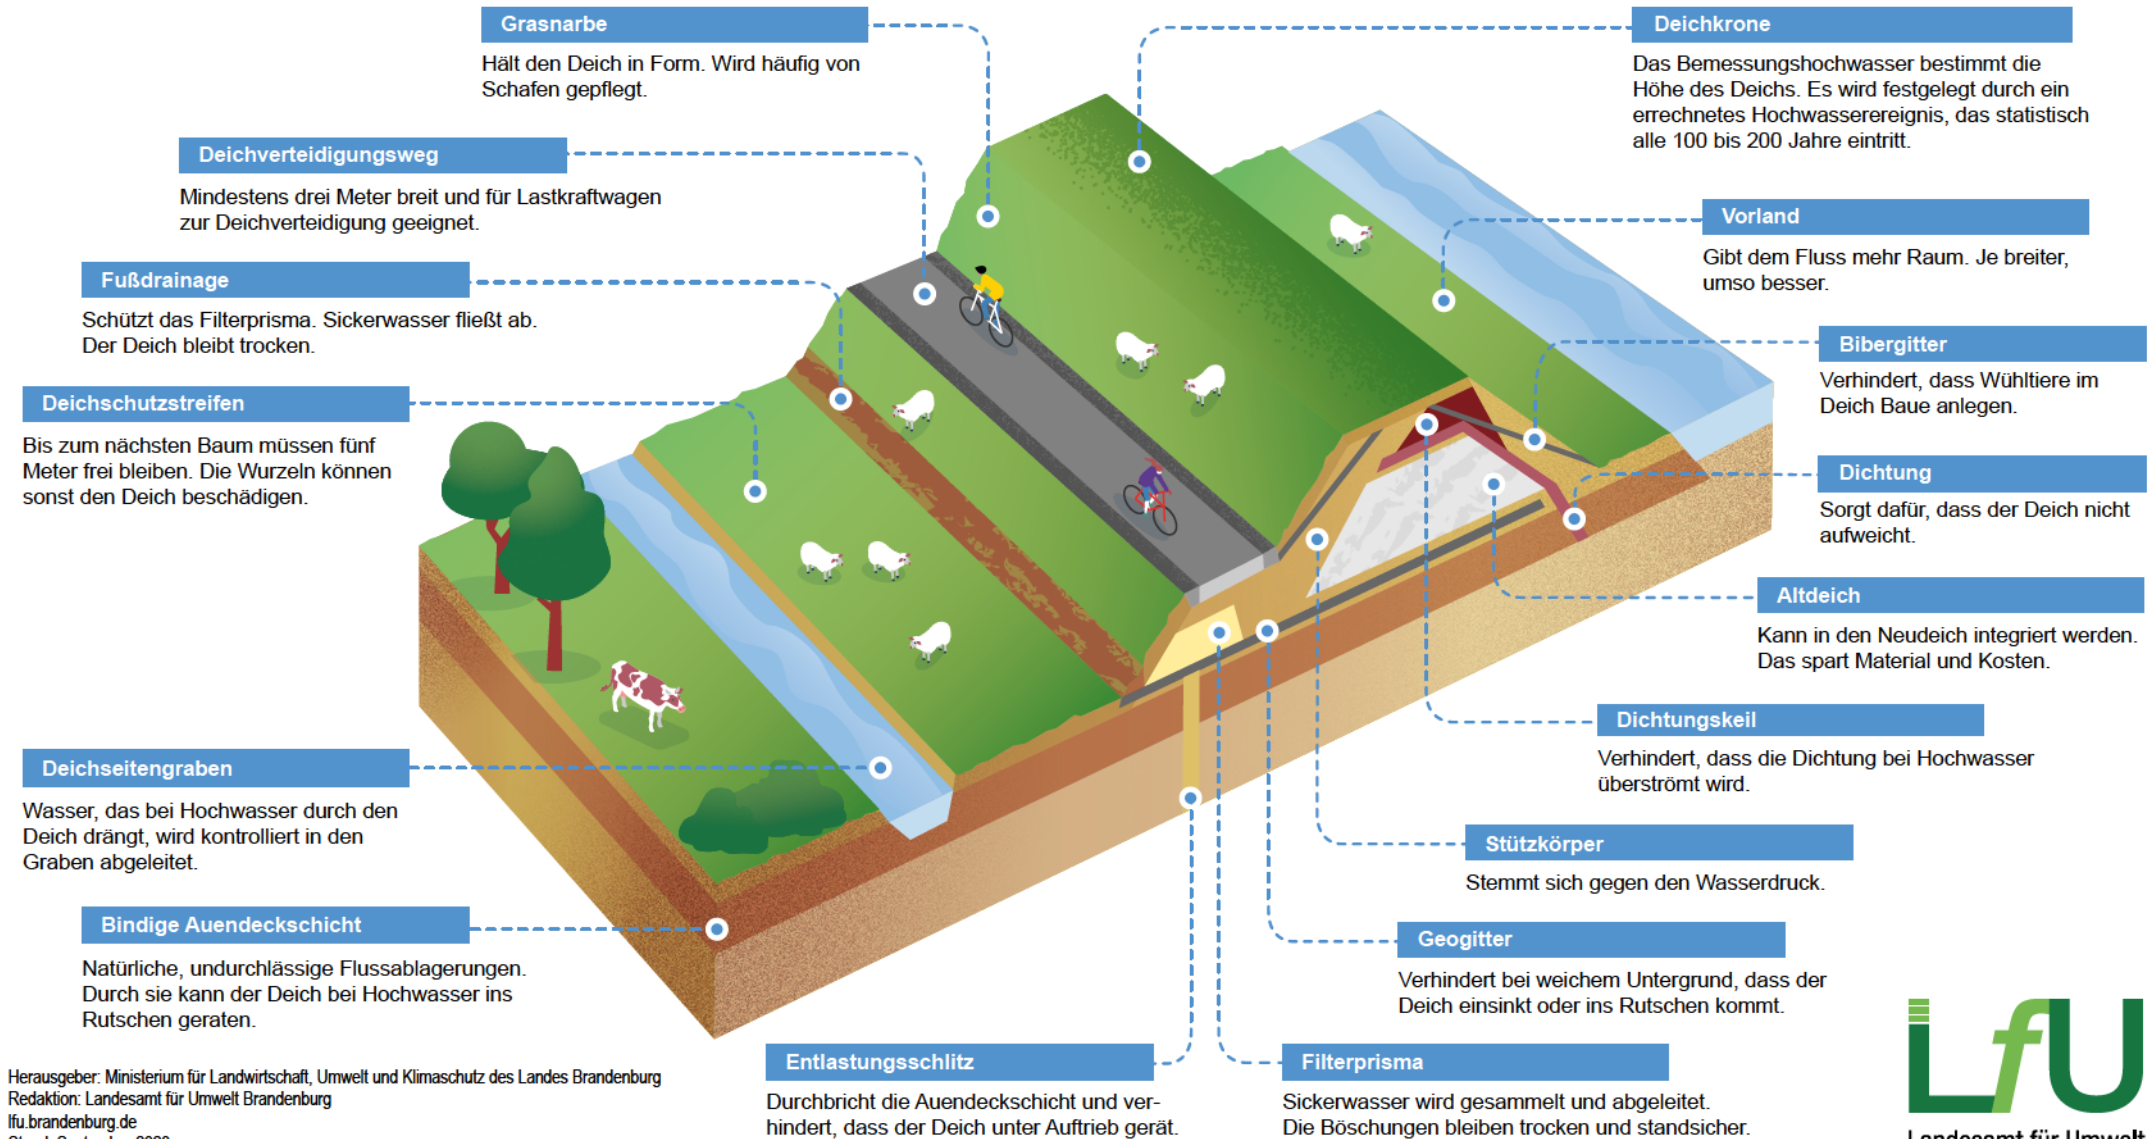 Grasnarbe
Hält den Deich in Form. Wird häufig von
Schafen gepflegt.
Deichkrone
Das Bemessungshochwasser bestimmt die
Höhe des Deichs. Es wird festgelegt durch ein
errechnetes Hochwasserereignis, das statistisch
alle 100 bis 200 Jahre eintritt.
Deichverteidigungsweg
Mindestens drei Meter breit und für Lastkraftwagen
zur Deichverteidigung geeignet.
Vorland
Gibt dem Fluss mehr Raum. Je breiter,
umso besser.
Fußdrainage
Schützt das Filterprisma. Sickerwasser fließt ab.
Der Deich bleibt trocken.
Bibergitter
Verhindert, dass Wühltiere im
Deich Baue anlegen.
Deichschutzstreifen
Bis zum nächsten Baum müssen fünf
Meter frei bleiben. Die Wurzeln können
sonst den Deich beschädigen.
Dichtung
Sorgt dafür, dass der Deich nicht
aufweicht.
Altdeich
Kann in den Neudeich integriert werden.
Das spart Material und Kosten.
Dichtungskeil
Verhindert, dass die Dichtung bei Hochwasser
überströmt wird.
Deichseitengraben
Wasser, das bei Hochwasser durch den
Deich drängt, wird kontrolliert in den
Graben abgeleitet.
Stützkörper
Stemmt sich gegen den Wasserdruck.
Bindige Auendeckschicht
Natürliche, undurchlässige Flussablagerungen.
Durch sie kann der Deich bei Hochwasser ins
Rutschen geraten.
Geogitter
Verhindert bei weichem Untergrund, dass der
Deich einsinkt oder ins Rutschen kommt.
Entlastungsschlitz
Durchbricht die Auendeckschicht und ver-
hindert, dass der Deich unter Auftrieb gerät.
Filterprisma
Sickerwasser wird gesammelt und abgeleitet.
Die Böschungen bleiben trocken und standsicher.
Herausgeber: Ministerium für Landwirtschaft, Umwelt und Klimaschutz des Landes Brandenburg
Redaktion: Landesamt für Umwelt Brandenburg
lfu.brandenburg.de
LfU
Landesamt für Umwelt